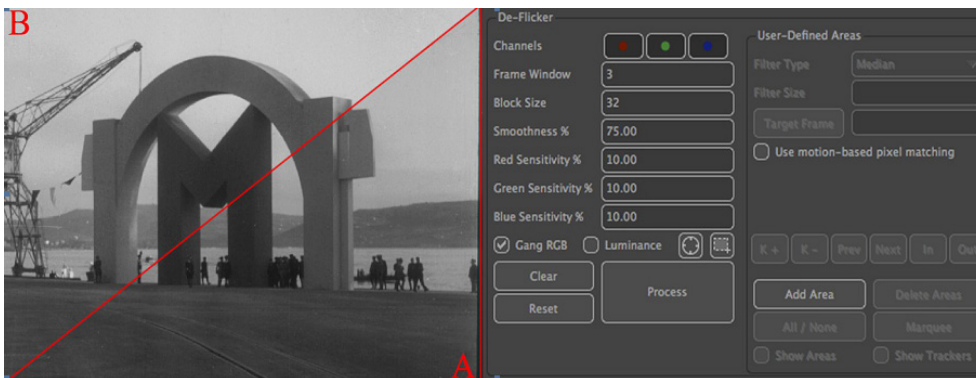 B
A
De-Flicker
Channels
Frame Window 3
Block Size 32
Smoothness % 75.00
Red Sensitivity % 10.00
Green Sensitivity % 10.00
Blue Sensitivity % 10.00
Gang RGB Luminance
Clear
Reset
Process
User-Defined Areas
Filter Type Median
Filter Size
Target Frame
Use motion-based pixel matching
K + K - Prev Next In
Add Area Delete Areas
All / None Marquee
Show Areas Show Trackers